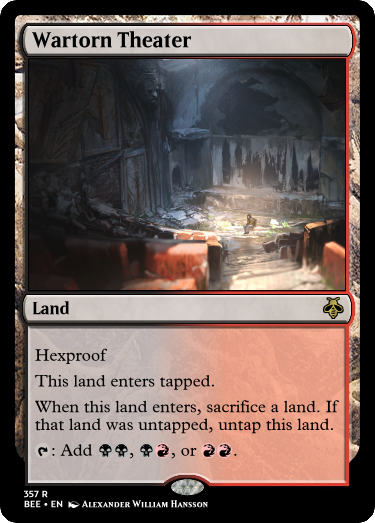 Wartorn Theater
Land
Hexproof
This land enters tapped.
When this land enters, sacrifice a land. If
that land was untapped, untap this land.
: Add , , or .
357 R
BEE • EN Alexander William Hansson